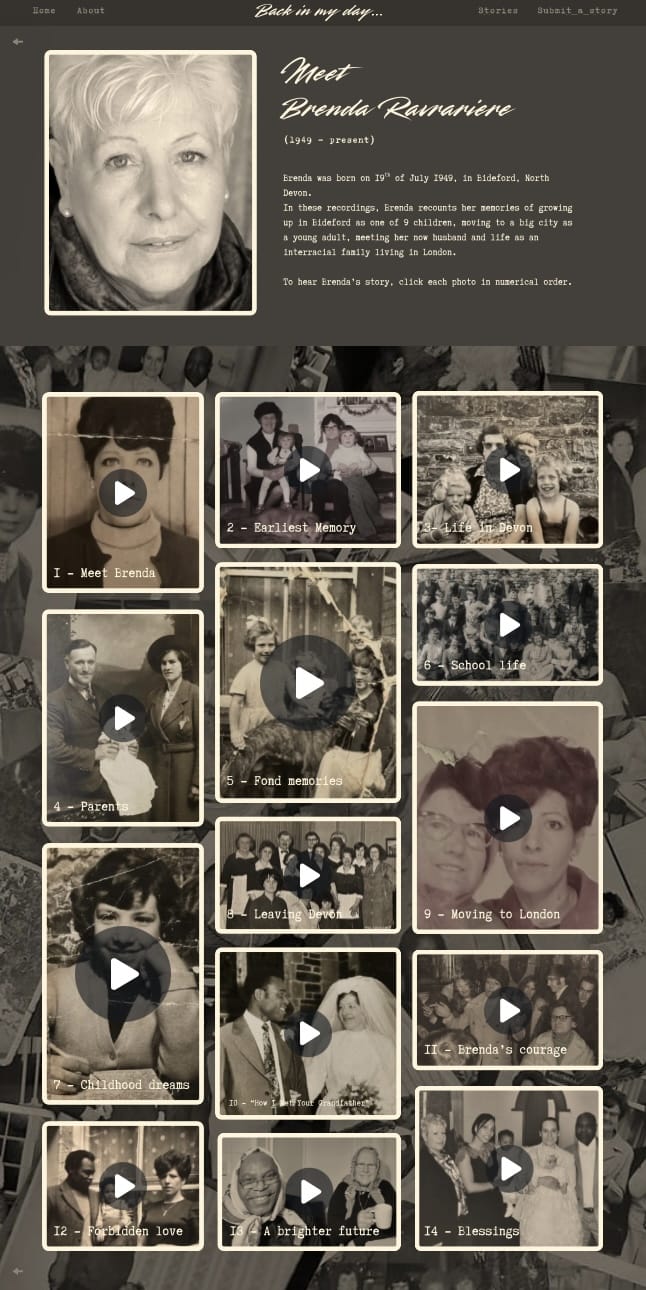 Home
About
Back in my day...
Stories
Submit_a_story
Meet
Brenda Ravrariere
(1949 - present)
Brenda was born on 19th of July 1949, in Bideford, North
Devon.
In these recordings, Brenda recounts her memories of growing
up in Bideford as one of 9 children, moving to a big city as
a young adult, meeting her now husband and life as an
interracial family living in London.
To hear Brenda's story, click each photo in numerical order.
1 - Meet Brenda
2 - Earliest Memory
3- Life in Devon
4 - Parents
5 - Fond memories
6 - School life
7 - Childhood dreams
8 - Leaving Devon
9 - Moving to London
10 - "How I Met Your Grandfather"
11 - Brenda's courage
12 - Forbidden love
13 - A brighter future
14 - Blessings